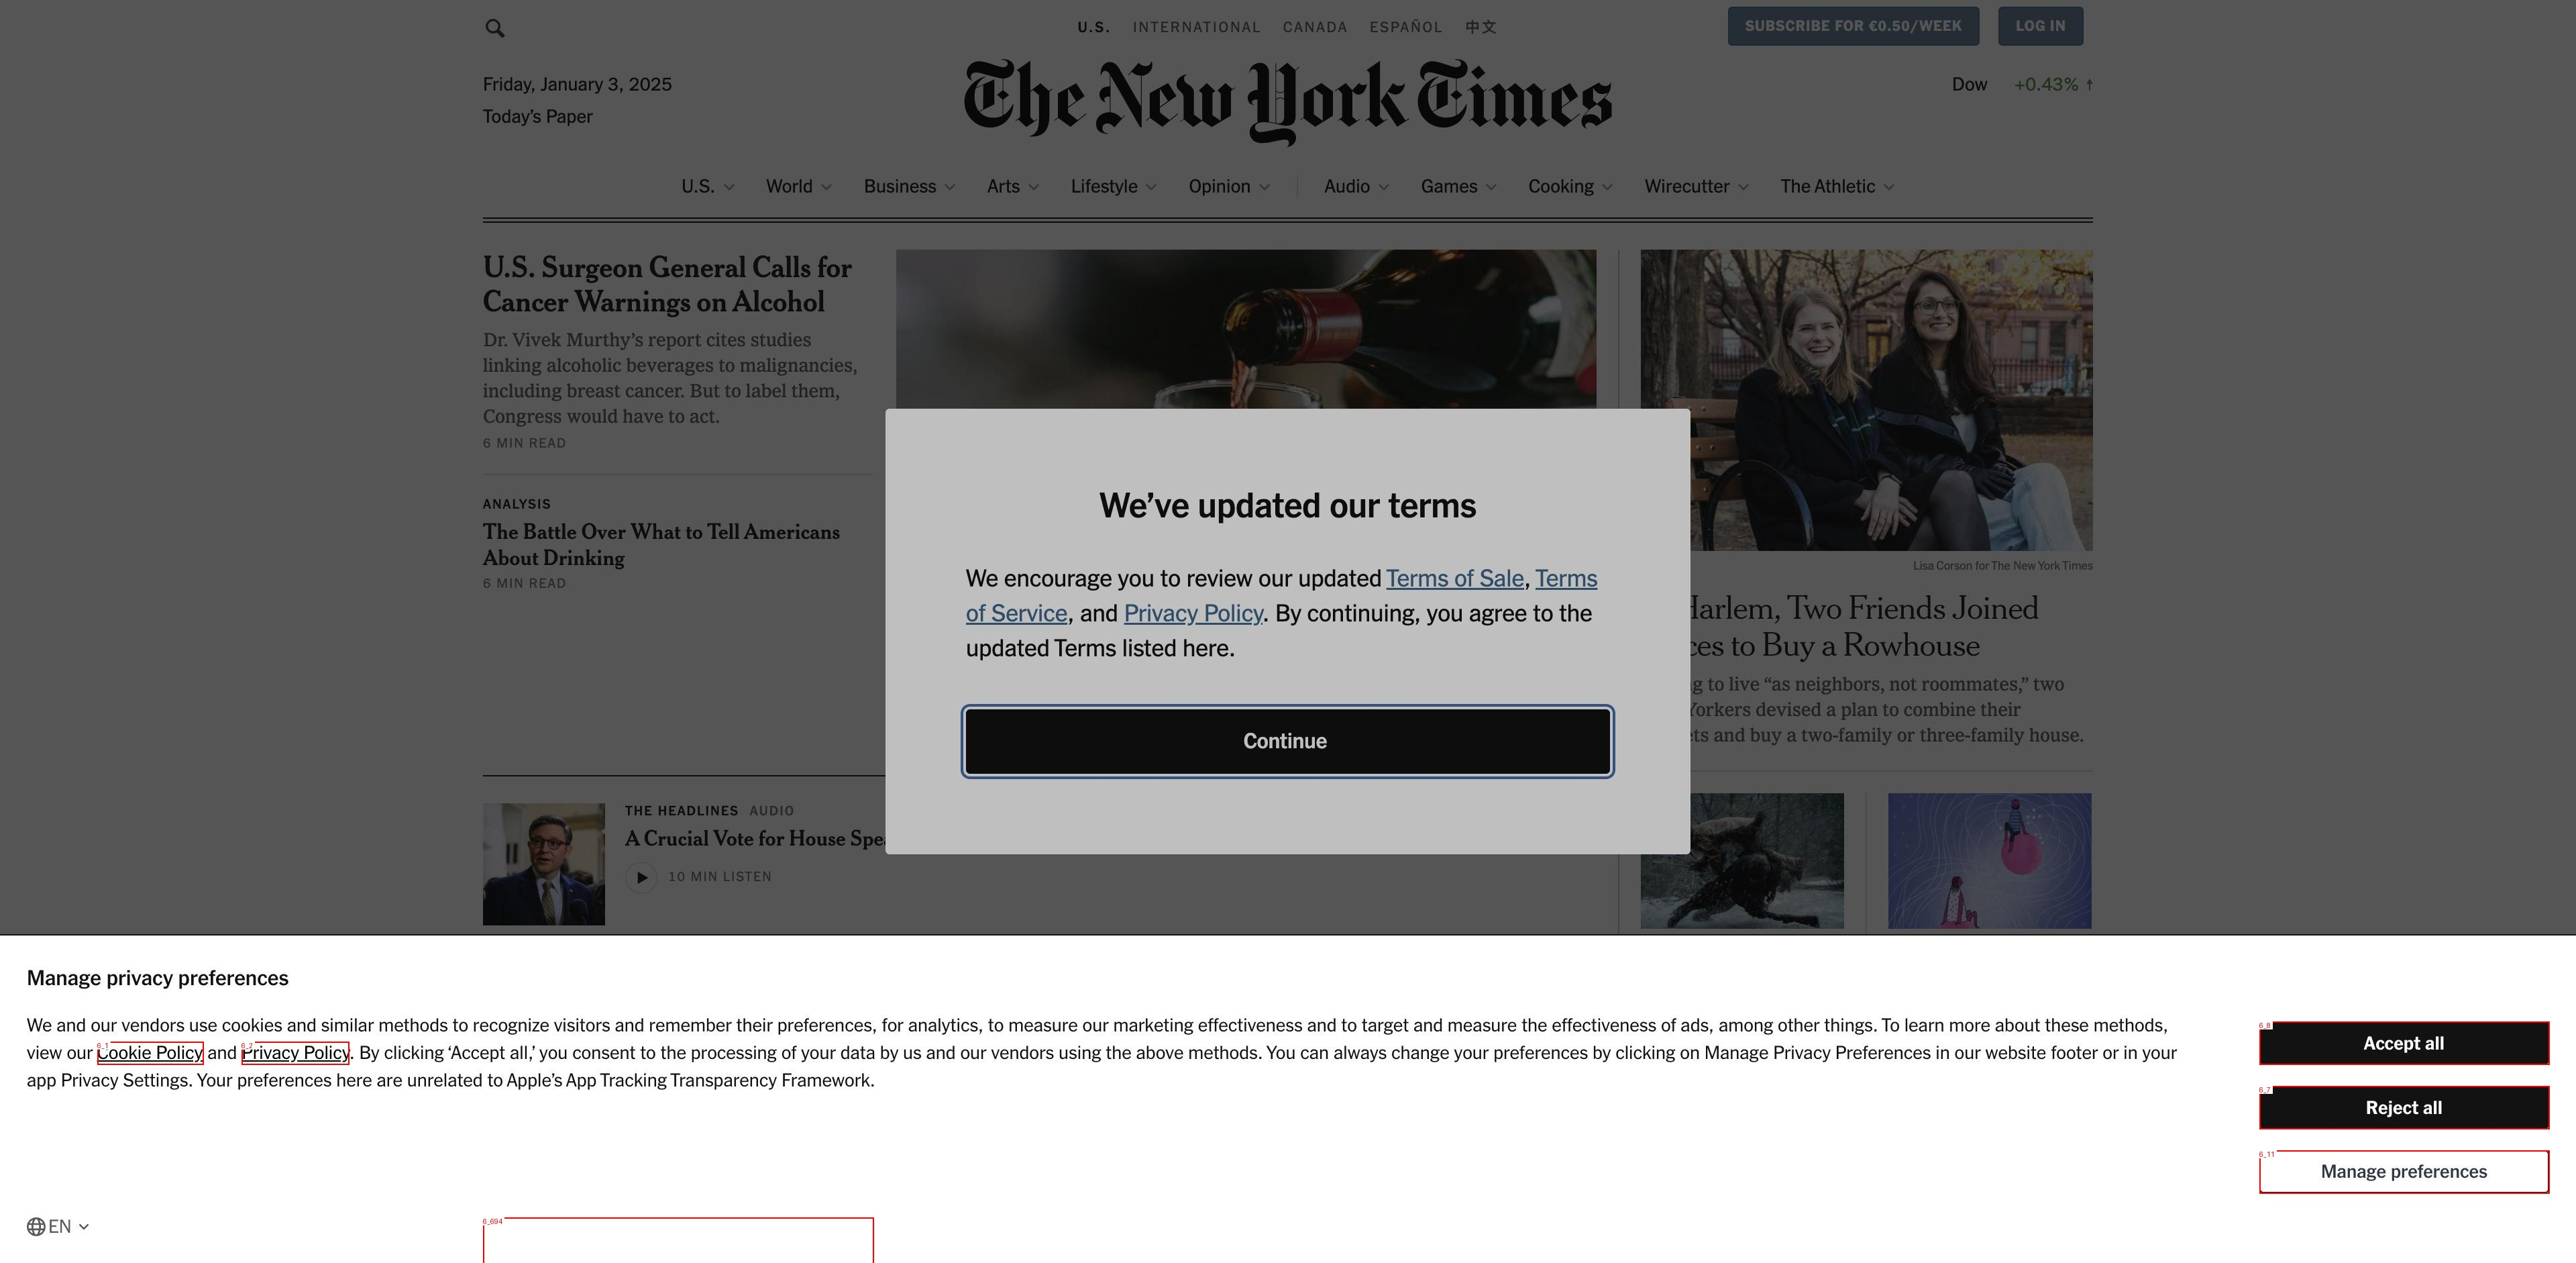 U.S. INTERNATIONAL CANADA ESPAÑOL 中文
SUBSCRIBE FOR €0.50/WEEK
LOG IN
Friday, January 3, 2025
Today's Paper
The New York Times
Dow +0.43% ↑
U.S. World Business Arts Lifestyle Opinion Audio Games Cooking Wirecutter The Athletic
U.S. Surgeon General Calls for
Cancer Warnings on Alcohol
Dr. Vivek Murthy's report cites studies
linking alcoholic beverages to malignancies,
including breast cancer. But to label them,
Congress would have to act.
6 MIN READ
ANALYSIS
The Battle Over What to Tell Americans
About Drinking
6 MIN READ
THE HEADLINES AUDIO
A Crucial Vote for House Spea
10 MIN LISTEN
We've updated our terms
We encourage you to review our updated Terms of Sale, Terms
of Service, and Privacy Policy. By continuing, you agree to the
updated Terms listed here.
Continue
Lisa Corson for The New York Times
Harlem, Two Friends Joined
ces to Buy a Rowhouse
g to live “as neighbors, not roommates,” two
Yorkers devised a plan to combine their
ets and buy a two-family or three-family house.
Manage privacy preferences
We and our vendors use cookies and similar methods to recognize visitors and remember their preferences, for analytics, to measure our marketing effectiveness and to target and measure the effectiveness of ads, among other things. To learn more about these methods,
view our Cookie Policy and Privacy Policy. By clicking ‘Accept all,’ you consent to the processing of your data by us and our vendors using the above methods. You can always change your preferences by clicking on Manage Privacy Preferences in our website footer or in your
app Privacy Settings. Your preferences here are unrelated to Apple's App Tracking Transparency Framework.
6_1
6_2
6_8
Accept all
6_7
Reject all
6_11
Manage preferences
EN
6_694